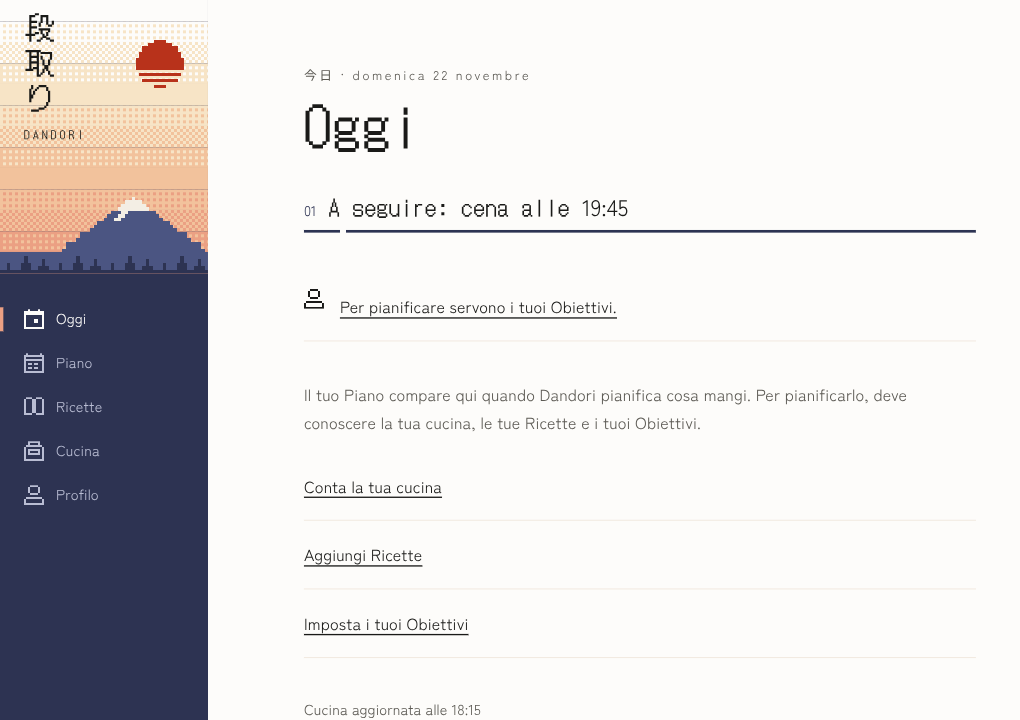 段取り
DANDORI
Oggi
Piano
Ricette
Cucina
Profilo
今日 · domenica 22 novembre
Oggi
01 A seguire: cena alle 19:45
Per pianificare servono i tuoi Obiettivi.
Il tuo Piano compare qui quando Dandori pianifica cosa mangi. Per pianificarlo, deve
conoscere la tua cucina, le tue Ricette e i tuoi Obiettivi.
Conta la tua cucina
Aggiungi Ricette
Imposta i tuoi Obiettivi
Cucina aggiornata alle 18:15